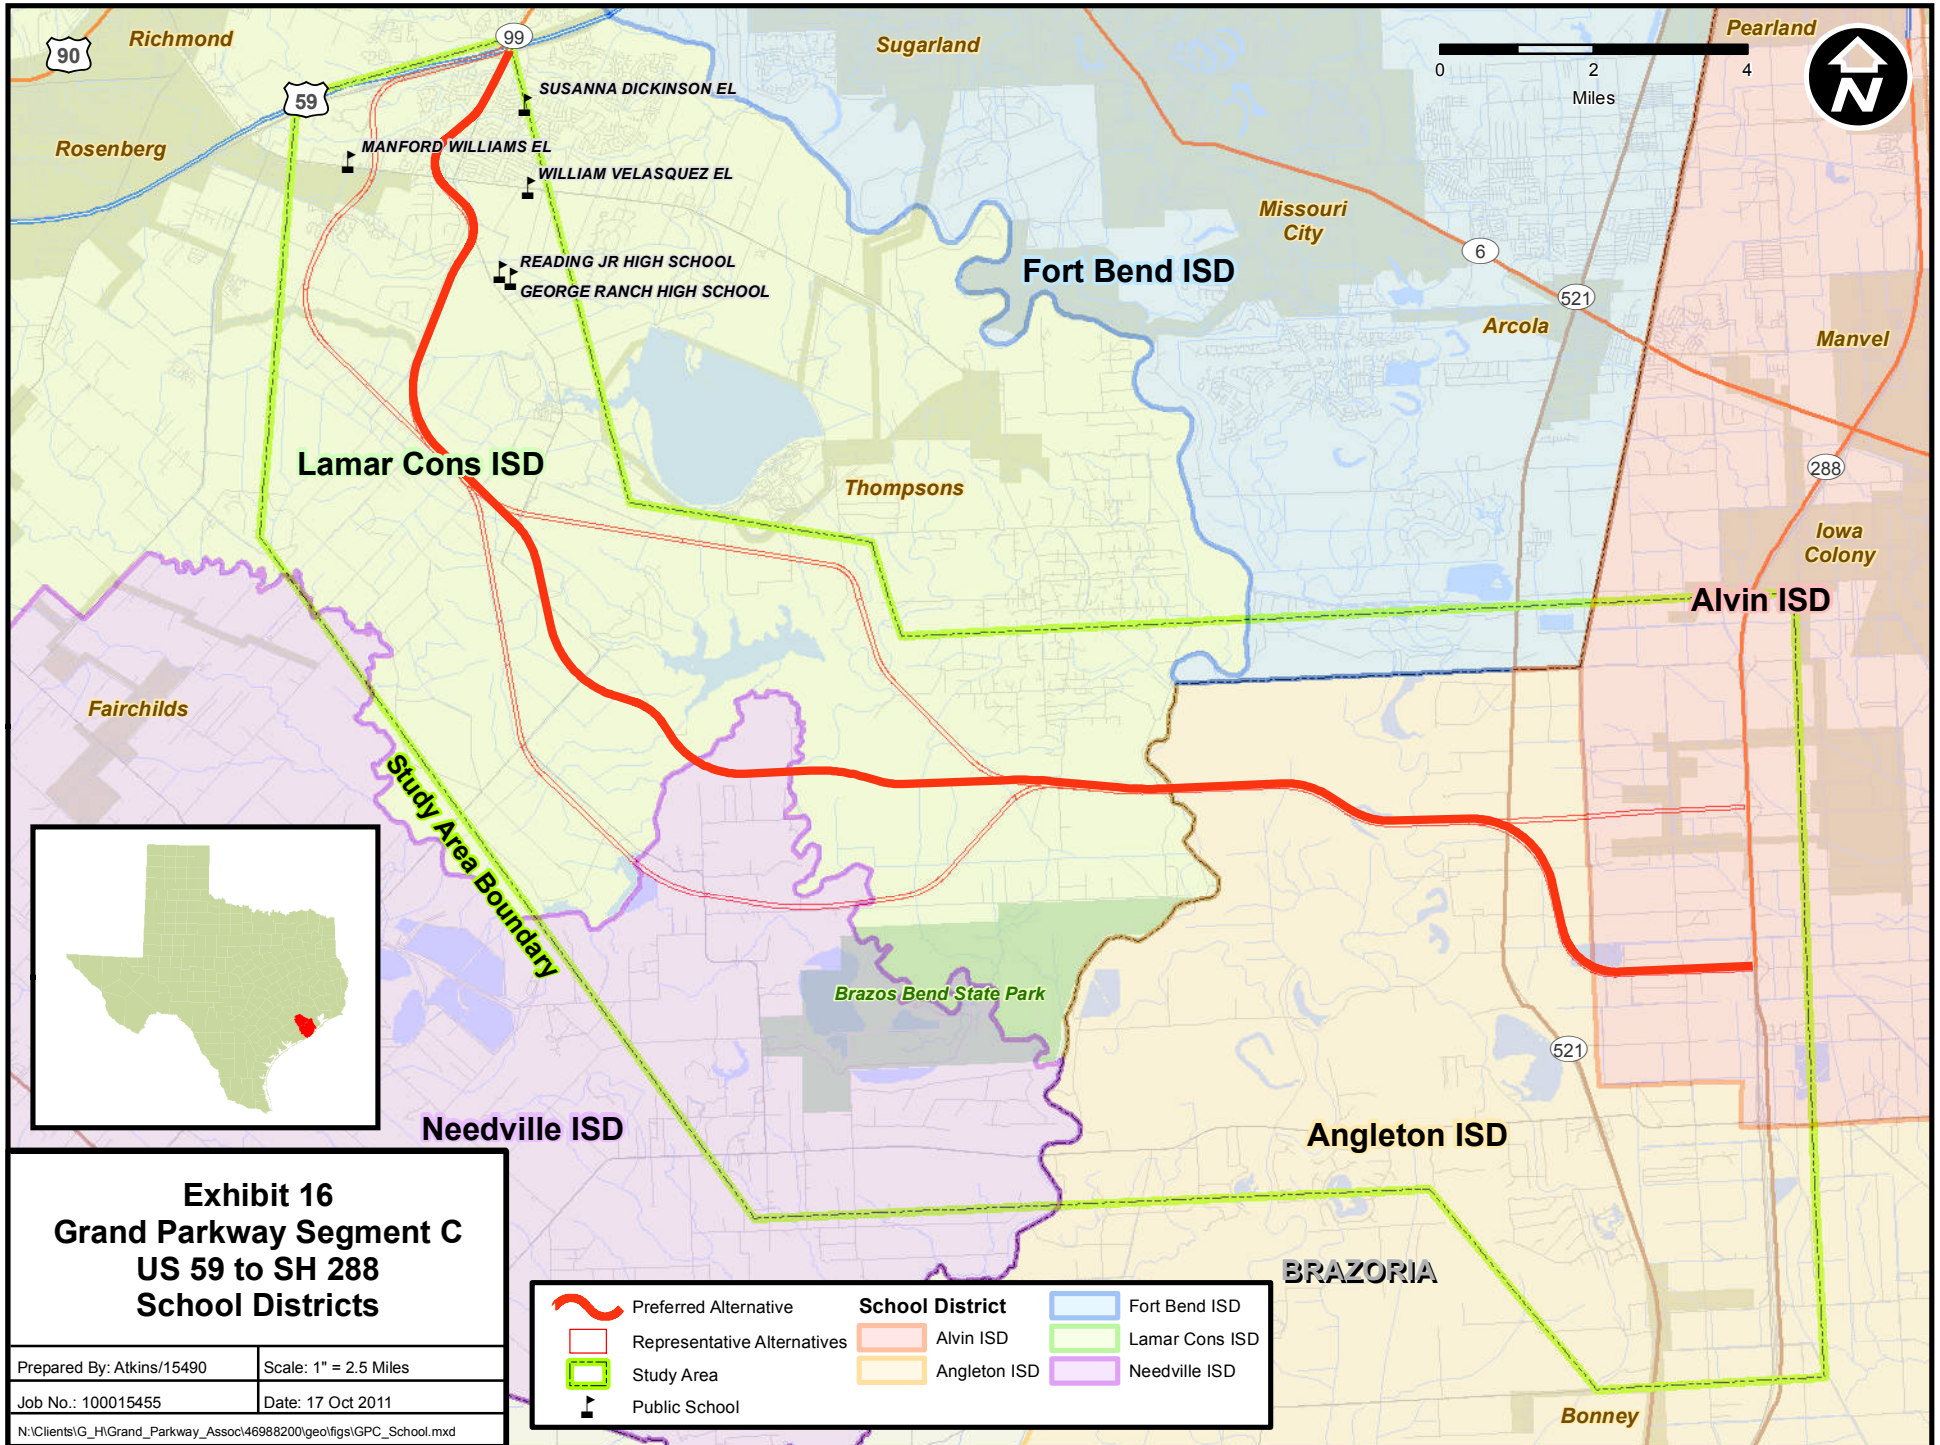 90
Richmond
99
59
Rosenberg
SUSANNA DICKINSON EL
MANFORD WILLIAMS EL
WILLIAM VELASQUEZ EL
READING JR HIGH SCHOOL
GEORGE RANCH HIGH SCHOOL
Sugarland
Pearland
0 2 4
Miles
N
Missouri
City
6
Fort Bend ISD
521
Arcola
Manvel
288
Lamar Cons ISD
Thompsons
Iowa
Colony
Alvin ISD
Fairchilds
Study Area Boundary
Brazos Bend State Park
521
Needville ISD
Angleton ISD
BRAZORIA
Bonney
Exhibit 16
Grand Parkway Segment C
US 59 to SH 288
School Districts
Prepared By: Atkins/15490
Scale: 1" = 2.5 Miles
Job No.: 100015455
Date: 17 Oct 2011
N:\Clients\G_H\Grand_Parkway_Assoc\46988200\geo\figs\GPC_School.mxd
Preferred Alternative
Representative Alternatives
Study Area
Public School
School District
Alvin ISD
Angleton ISD
Fort Bend ISD
Lamar Cons ISD
Needville ISD